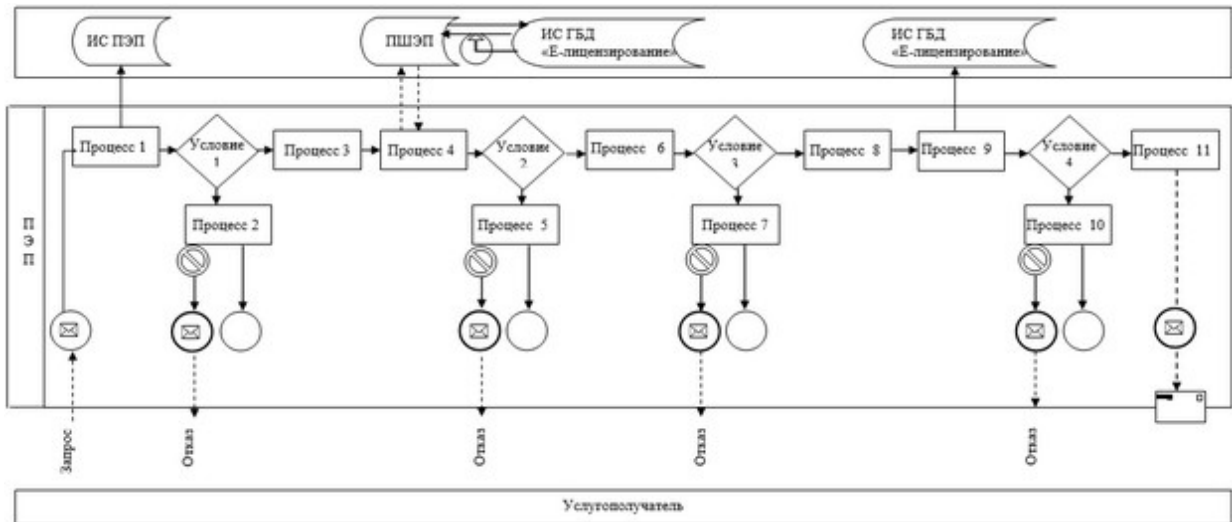 ИС ПЭП
ПШЭП
ИС ГБД
«Е-лицензирование»
ИС ГБД
«Е-лицензирование»
Процесс 1
Условие
1
Процесс 3
Процесс 4
Условие
2
Процесс 6
Условие
3
Процесс 8
Процесс 9
Условие
4
Процесс 11
Процесс 2
Процесс 5
Процесс 7
Процесс 10
П
Э
П
Запрос
Отказ
Отказ
Отказ
Отказ
Услугополучатель